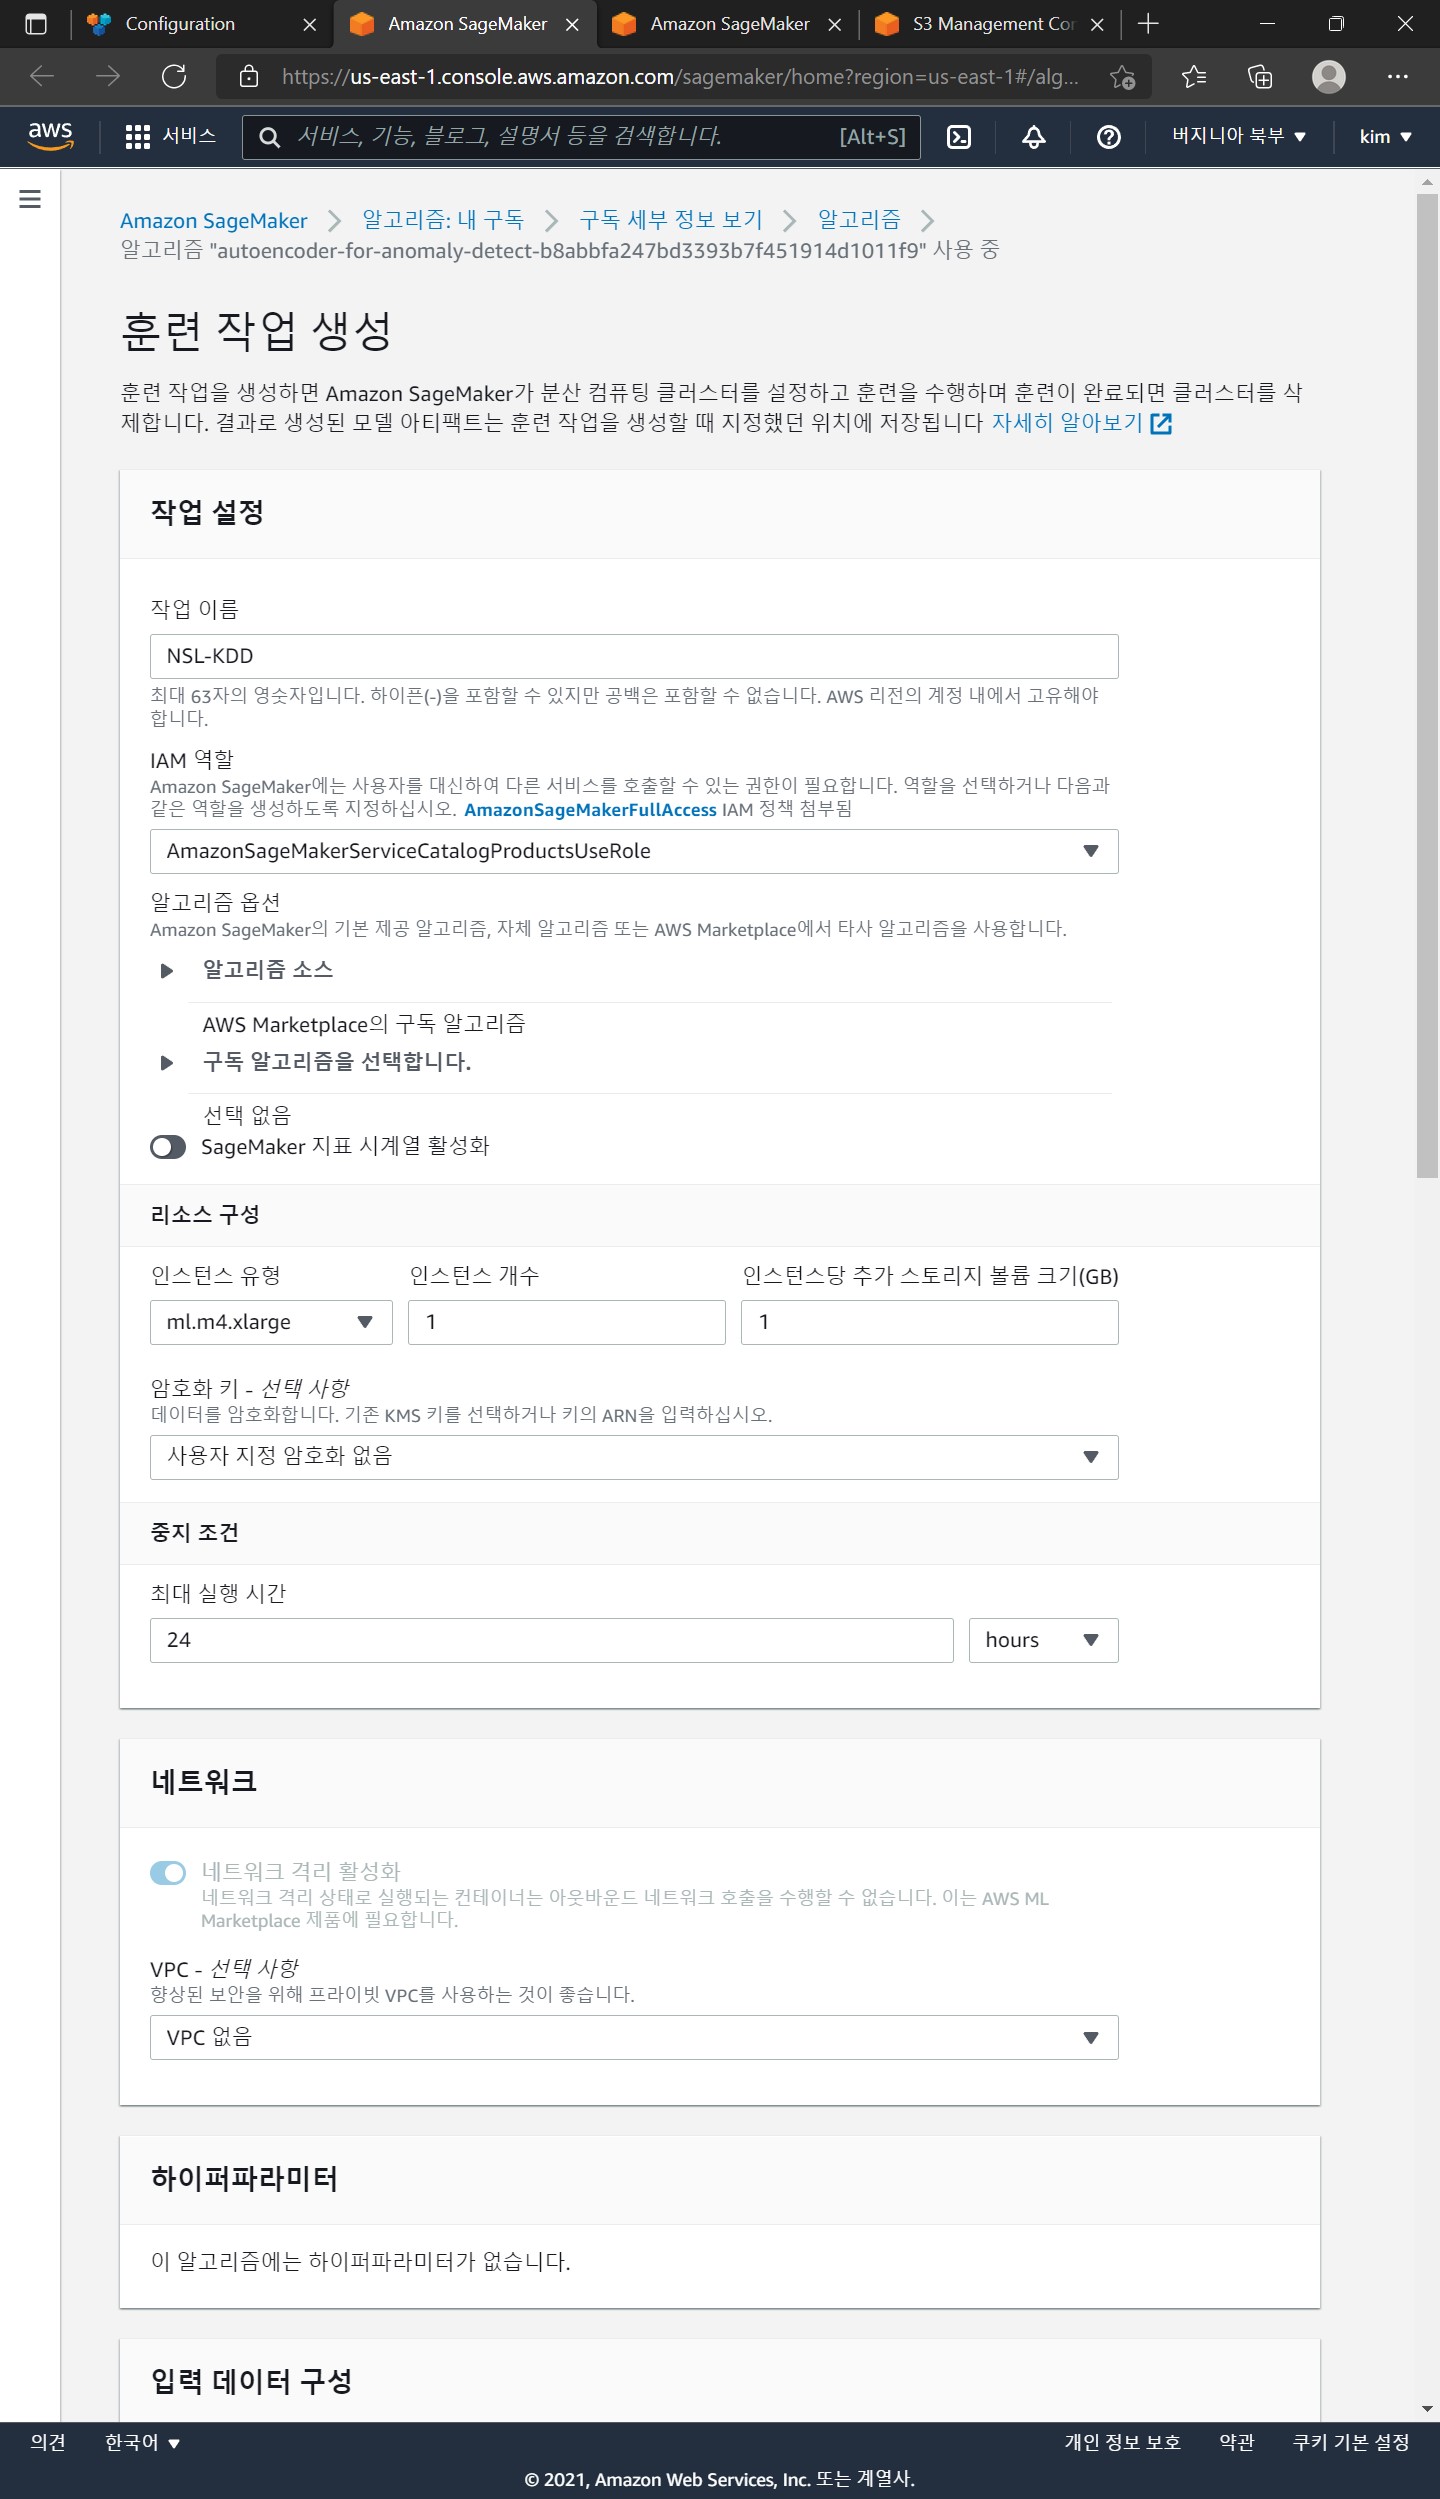 Configuration
Amazon SageMaker
Amazon SageMaker
S3 Management Cor
https://us-east-1.console.aws.amazon.com/sagemaker/home?region=us-east-1#/alg...
aws
서비스
서비스, 기능, 블로그, 설명서 등을 검색합니다.
[Alt+S]
버지니아 북부
kim
Amazon SageMaker
알고리즘: 내 구독
구독 세부 정보 보기
알고리즘
알고리즘 "autoencoder-for-anomaly-detect-b8abbfa247bd3393b7f451914d1011f9" 사용 중
훈련 작업 생성
훈련 작업을 생성하면 Amazon SageMaker가 분산 컴퓨팅 클러스터를 설정하고 훈련을 수행하며 훈련이 완료되면 클러스터를 삭
제합니다. 결과로 생성된 모델 아티팩트는 훈련 작업을 생성할 때 지정했던 위치에 저장됩니다 자세히 알아보기
작업 설정
작업 이름
NSL-KDD
최대 63자의 영숫자입니다. 하이픈(-)을 포함할 수 있지만 공백은 포함할 수 없습니다. AWS 리전의 계정 내에서 고유해야
합니다.
IAM 역할
Amazon SageMaker에는 사용자를 대신하여 다른 서비스를 호출할 수 있는 권한이 필요합니다. 역할을 선택하거나 다음과
같은 역할을 생성하도록 지정하십시오. AmazonSageMakerFullAccess IAM 정책 첨부됨
AmazonSageMakerServiceCatalogProductsUseRole
알고리즘 옵션
Amazon SageMaker의 기본 제공 알고리즘, 자체 알고리즘 또는 AWS Marketplace에서 타사 알고리즘을 사용합니다.
알고리즘 소스
AWS Marketplace의 구독 알고리즘
구독 알고리즘을 선택합니다.
선택 없음
SageMaker 지표 시계열 활성화
리소스 구성
인스턴스 유형
인스턴스 개수
인스턴스당 추가 스토리지 볼륨 크기(GB)
ml.m4.xlarge
1
1
암호화 키 - 선택 사항
데이터를 암호화합니다. 기존 KMS 키를 선택하거나 키의 ARN을 입력하십시오.
사용자 지정 암호화 없음
중지 조건
최대 실행 시간
24
hours
네트워크
네트워크 격리 활성화
네트워크 격리 상태로 실행되는 컨테이너는 아웃바운드 네트워크 호출을 수행할 수 없습니다. 이는 AWS ML
Marketplace 제품에 필요합니다.
VPC - 선택 사항
향상된 보안을 위해 프라이빗 VPC를 사용하는 것이 좋습니다.
VPC 없음
하이퍼파라미터
이 알고리즘에는 하이퍼파라미터가 없습니다.
입력 데이터 구성
의견
한국어
개인 정보 보호
약관
쿠키 기본 설정
© 2021, Amazon Web Services, Inc. 또는 계열사.